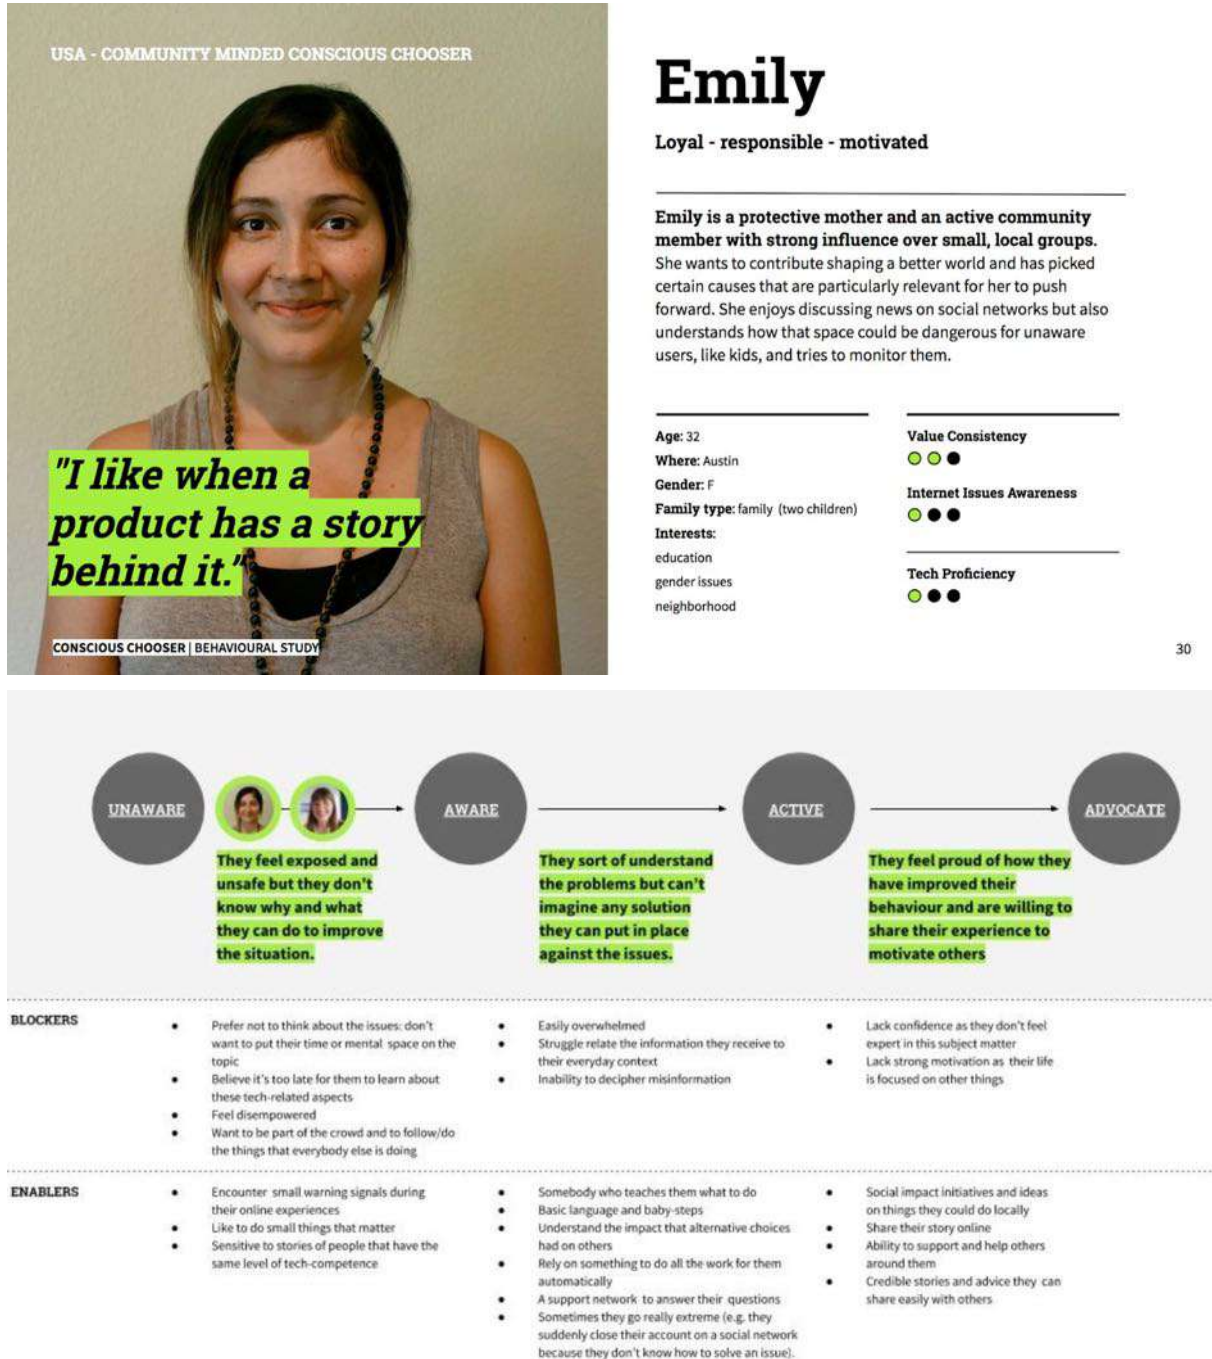 USA - COMMUNITY MINDED CONSCIOUS CHOOSER
"I like when a
product has a story
behind it."
CONSCIOUS CHOOSER | BEHAVIOURAL STUDY
Emily
Loyal - responsible - motivated
Emily is a protective mother and an active community
member with strong influence over small, local groups.
She wants to contribute shaping a better world and has picked
certain causes that are particularly relevant for her to push
forward. She enjoys discussing news on social networks but also
understands how that space could be dangerous for unaware
users, like kids, and tries to monitor them.
Age: 32
Where: Austin
Gender: F
Family type: family (two children)
Interests:
education
gender issues
neighborhood
Value Consistency
Internet Issues Awareness
Tech Proficiency
30
UNAWARE
AWARE
ACTIVE
ADVOCATE
They feel exposed and
unsafe but they don't
know why and what
they can do to improve
the situation.
They sort of understand
the problems but can't
imagine any solution
they can put in place
against the issues.
They feel proud of how they
have improved their
behaviour and are willing to
share their experience to
motivate others
BLOCKERS
• Prefer not to think about the issues: don't
want to put their time or mental space on the
topic
• Believe it's too late for them to learn about
these tech-related aspects
• Feel disempowered
• Want to be part of the crowd and to follow/do
the things that everybody else is doing
• Easily overwhelmed
• Struggle relate the information they receive to
their everyday context
• Inability to decipher misinformation
• Lack confidence as they don't feel
expert in this subject matter
• Lack strong motivation as their life
is focused on other things
ENABLERS
• Encounter small warning signals during
their online experiences
• Like to do small things that matter
• Sensitive to stories of people that have the
same level of tech-competence
• Somebody who teaches them what to do
• Basic language and baby-steps
• Understand the impact that alternative choices
had on others
• Rely on something to do all the work for them
automatically
• A support network to answer their questions
• Sometimes they go really extreme (e.g. they
suddenly close their account on a social network
because they don't know how to solve an issue).
• Social impact initiatives and ideas
on things they could do locally
• Share their story online
• Ability to support and help others
around them
• Credible stories and advice they can
share easily with others